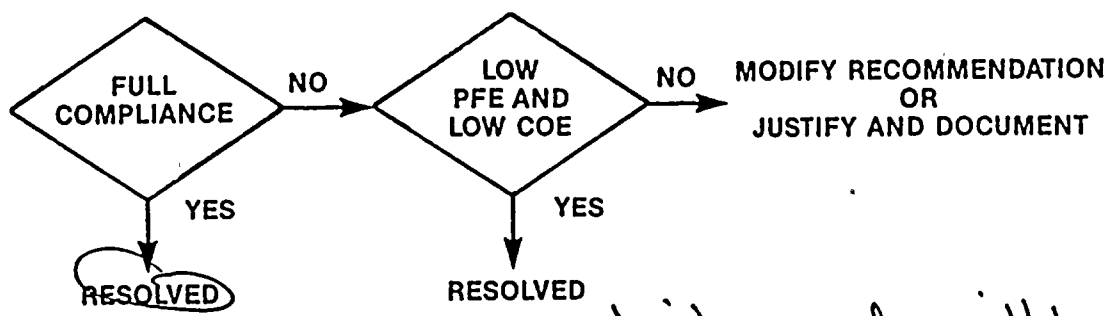 FULL
COMPLIANCE
NO
LOW
PFE AND
LOW COE
NO
MODIFY RECOMMENDATION
OR
JUSTIFY AND DOCUMENT
YES
YES
RESOLVED
RESOLVED